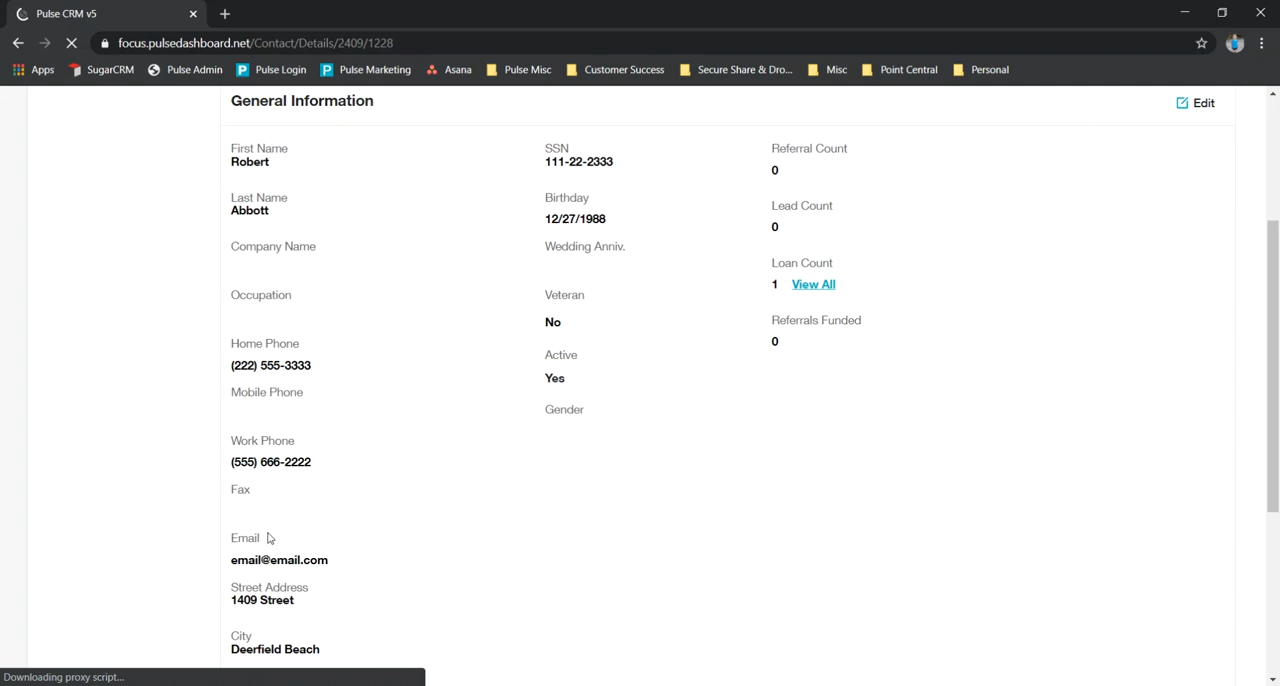 Pulse CRM v5
focus.pulsedashboard.net/Contact/Details/2409/1228
Apps SugarCRM Pulse Admin Pulse Login Pulse Marketing Asana Pulse Misc Customer Success Secure Share & Dro... Misc Point Central Personal
General Information
Edit
First Name
Robert
Last Name
Abbott
Company Name
Occupation
Home Phone
(222) 555-3333
Mobile Phone
Work Phone
(555) 666-2222
Fax
Email
email@email.com
Street Address
1409 Street
City
Deerfield Beach
SSN
111-22-2333
Birthday
12/27/1988
Wedding Anniv.
Veteran
No
Active
Yes
Gender
Referral Count
0
Lead Count
0
Loan Count
1 View All
Referrals Funded
0
Downloading proxy script...